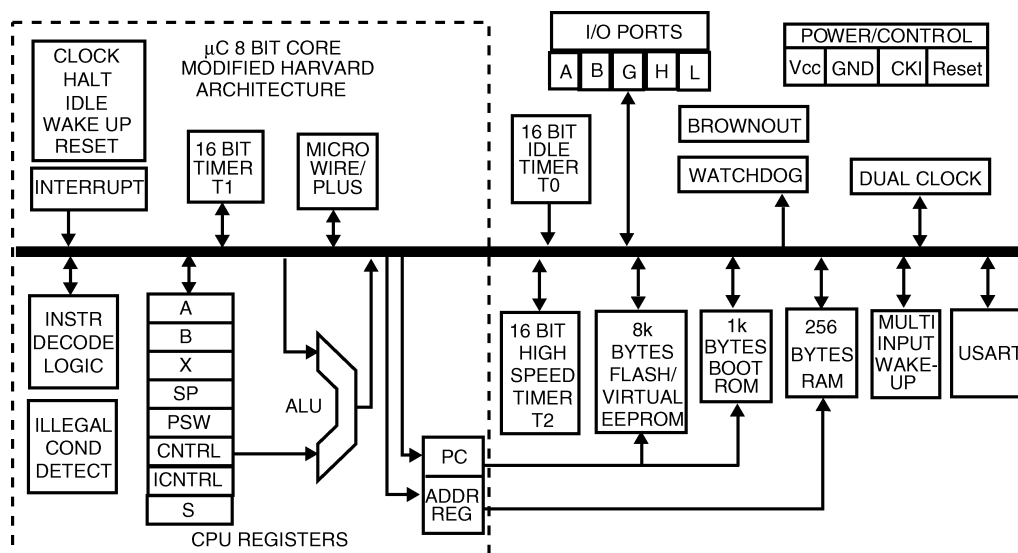 µC 8 BIT CORE
MODIFIED HARVARD
ARCHITECTURE
CLOCK
HALT
IDLE
WAKE UP
RESET
INTERRUPT
16 BIT
TIMER
T1
MICRO
WIRE/
PLUS
I/O PORTS
A B G H L
POWER/CONTROL
Vcc GND CKI Reset
16 BIT
IDLE
TIMER
T0
BROWNOUT
WATCHDOG
DUAL CLOCK
INSTR
DECODE
LOGIC
ILLEGAL
COND
DETECT
A
B
X
SP
PSW
CNTRL
ICNTRL
S
CPU REGISTERS
ALU
PC
ADDR
REG
16 BIT
HIGH
SPEED
TIMER
T2
8k
BYTES
FLASH/
VIRTUAL
EEPROM
1k
BYTES
BOOT
ROM
256
BYTES
RAM
MULTI
INPUT
WAKE-
UP
USART